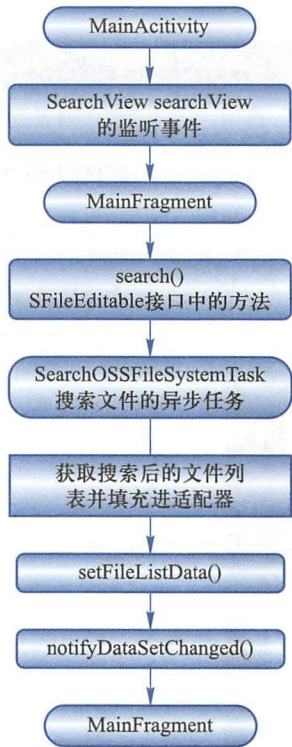 MainAcitivity
SearchView searchView
的监听事件
MainFragment
search()
SFileEditable接口中的方法
SearchOSSFileSystemTask
搜索文件的异步任务
获取搜索后的文件列
表并填充进适配器
setFileListData()
notifyDataSetChanged()
MainFragment